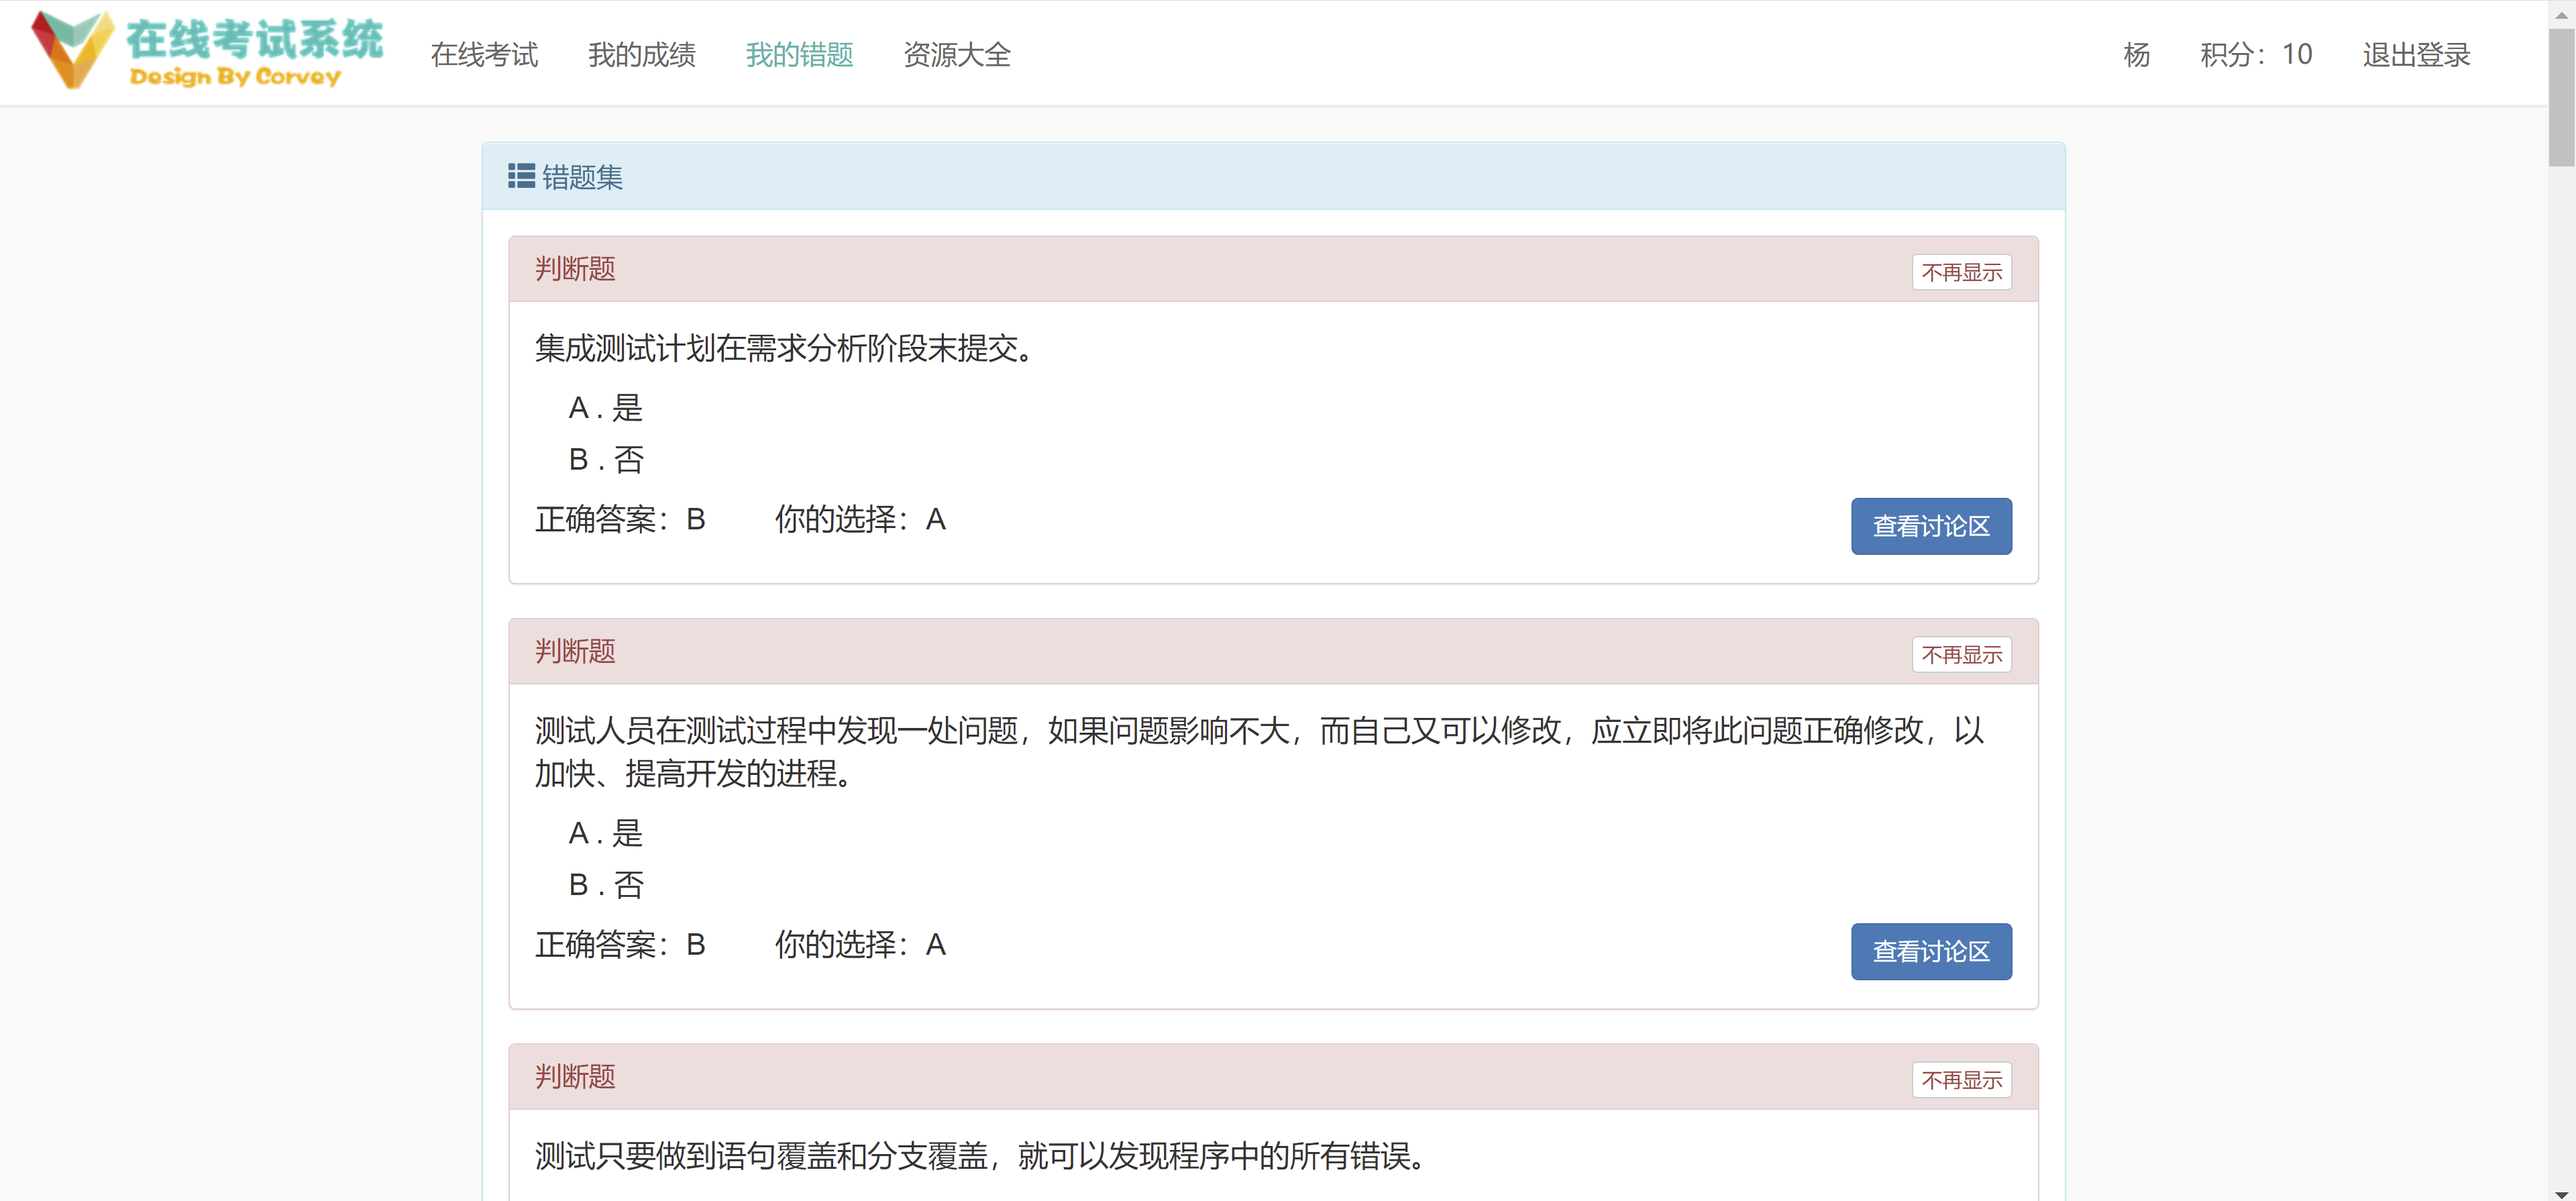 在线考试系统
Design By Corvey
在线考试 我的成绩 我的错题 资源大全 杨 积分：10 退出登录
错题集
判断题 不再显示
集成测试计划在需求分析阶段末提交。
A . 是
B . 否
正确答案：B 你的选择：A 查看讨论区
判断题 不再显示
测试人员在测试过程中发现一处问题，如果问题影响不大，而自己又可以修改，应立即将此问题正确修改，以
加快、提高开发的进程。
A . 是
B . 否
正确答案：B 你的选择：A 查看讨论区
判断题 不再显示
测试只要做到语句覆盖和分支覆盖，就可以发现程序中的所有错误。